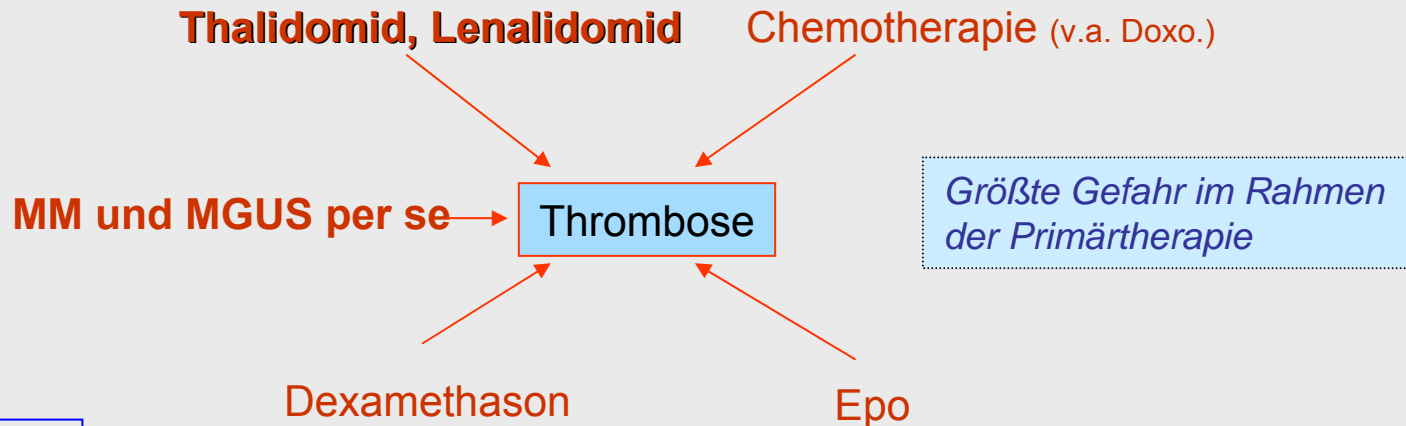 Thalidomid, Lenalidomid
Chemotherapie (v.a. Doxo.)
MM und MGUS per se
Thrombose
Größte Gefahr im Rahmen
der Primärtherapie
Dexamethason
Epo